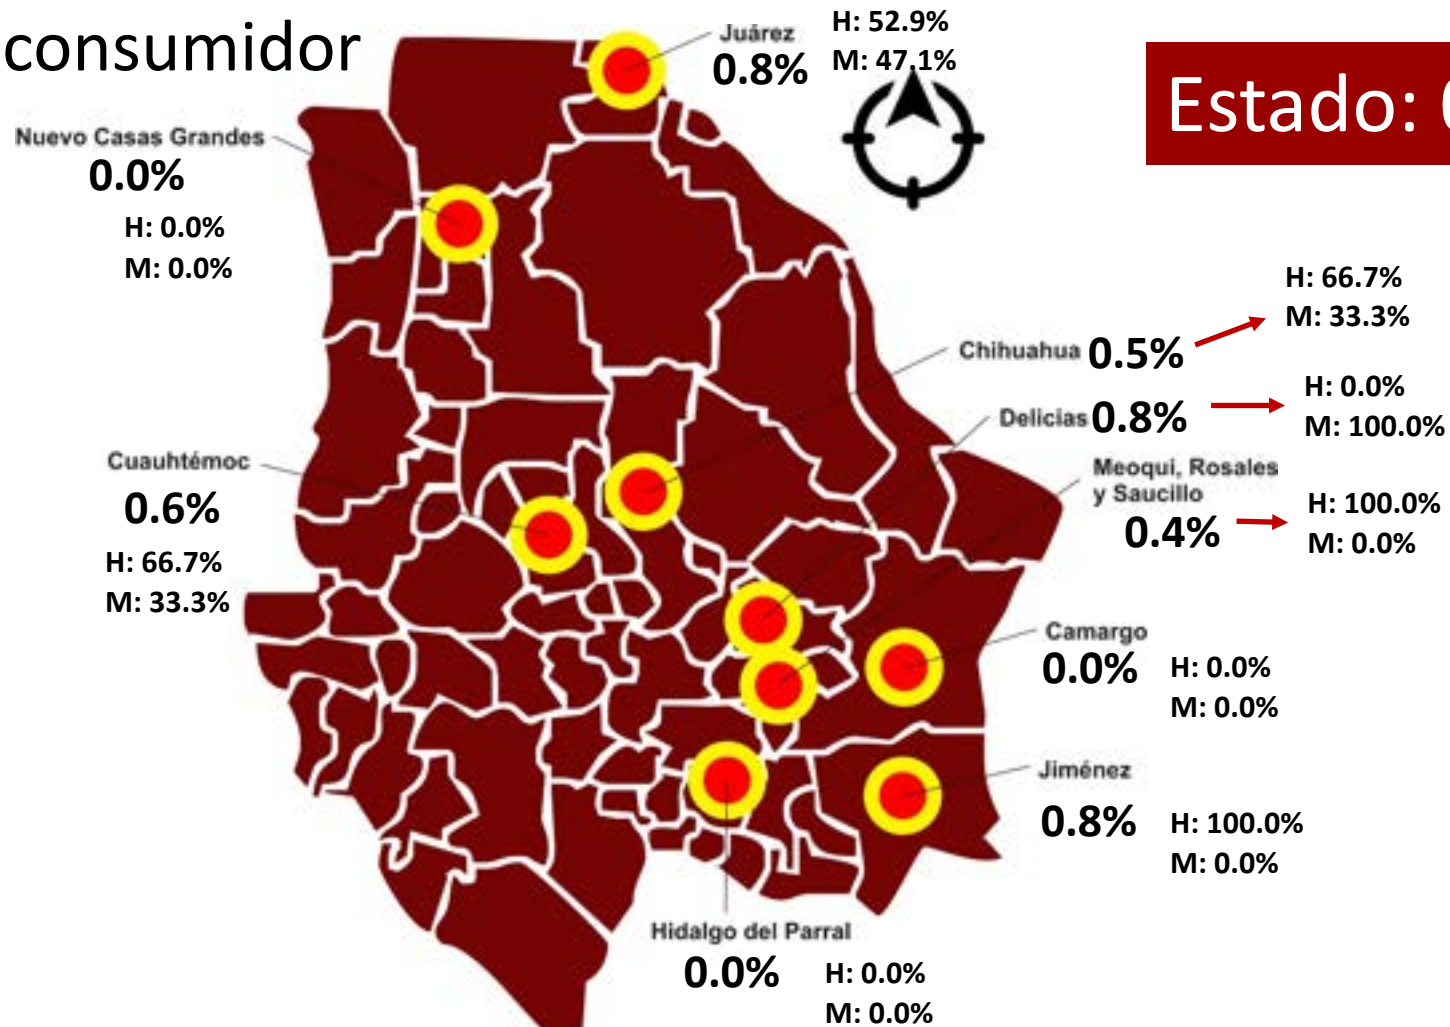 consumidor
Juárez
0.8%
H: 52.9%
M: 47.1%
Estado:
Nuevo Casas Grandes
0.0%
H: 0.0%
M: 0.0%
Chihuahua 0.5%
H: 66.7%
M: 33.3%
Delicias 0.8%
H: 0.0%
M: 100.0%
Meoqui, Rosales
y Saucillo
0.4%
H: 100.0%
M: 0.0%
Cuauhtémoc
0.6%
H: 66.7%
M: 33.3%
Camargo
0.0%
H: 0.0%
M: 0.0%
Jiménez
0.8%
H: 100.0%
M: 0.0%
Hidalgo del Parral
0.0%
H: 0.0%
M: 0.0%